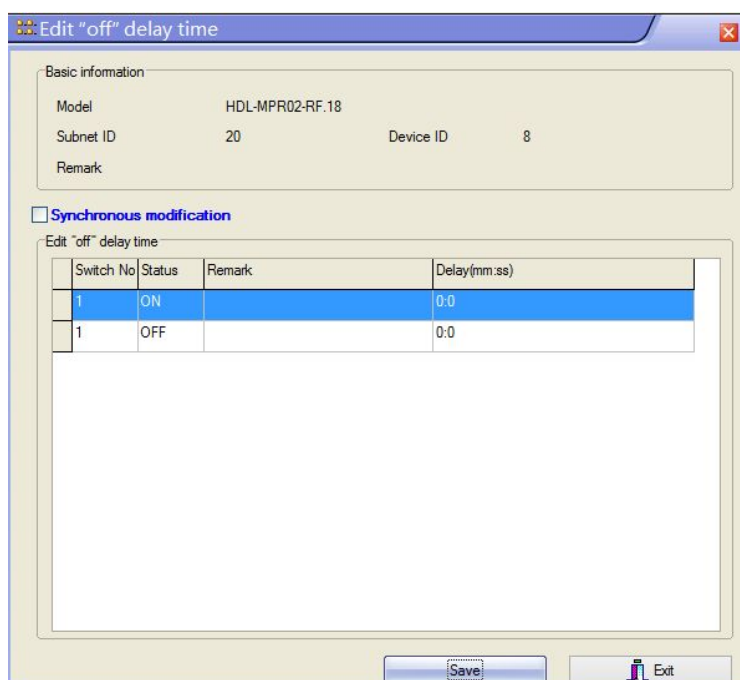 Edit “off” delay time
Basic information
Model HDL-MPR02-RF.18
Subnet ID 20 Device ID 8
Remark
Synchronous modification
Edit "off" delay time
Switch No Status Remark Delay(mm:ss)
1 ON 0:0
1 OFF 0:0
Save Exit